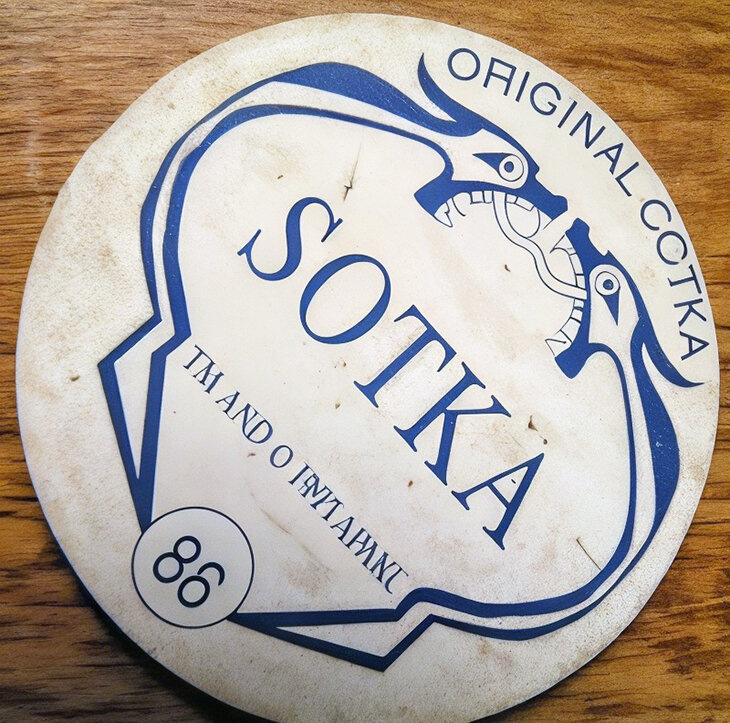 ORIGINAL COTKA
SOTKA
TM AND O
86